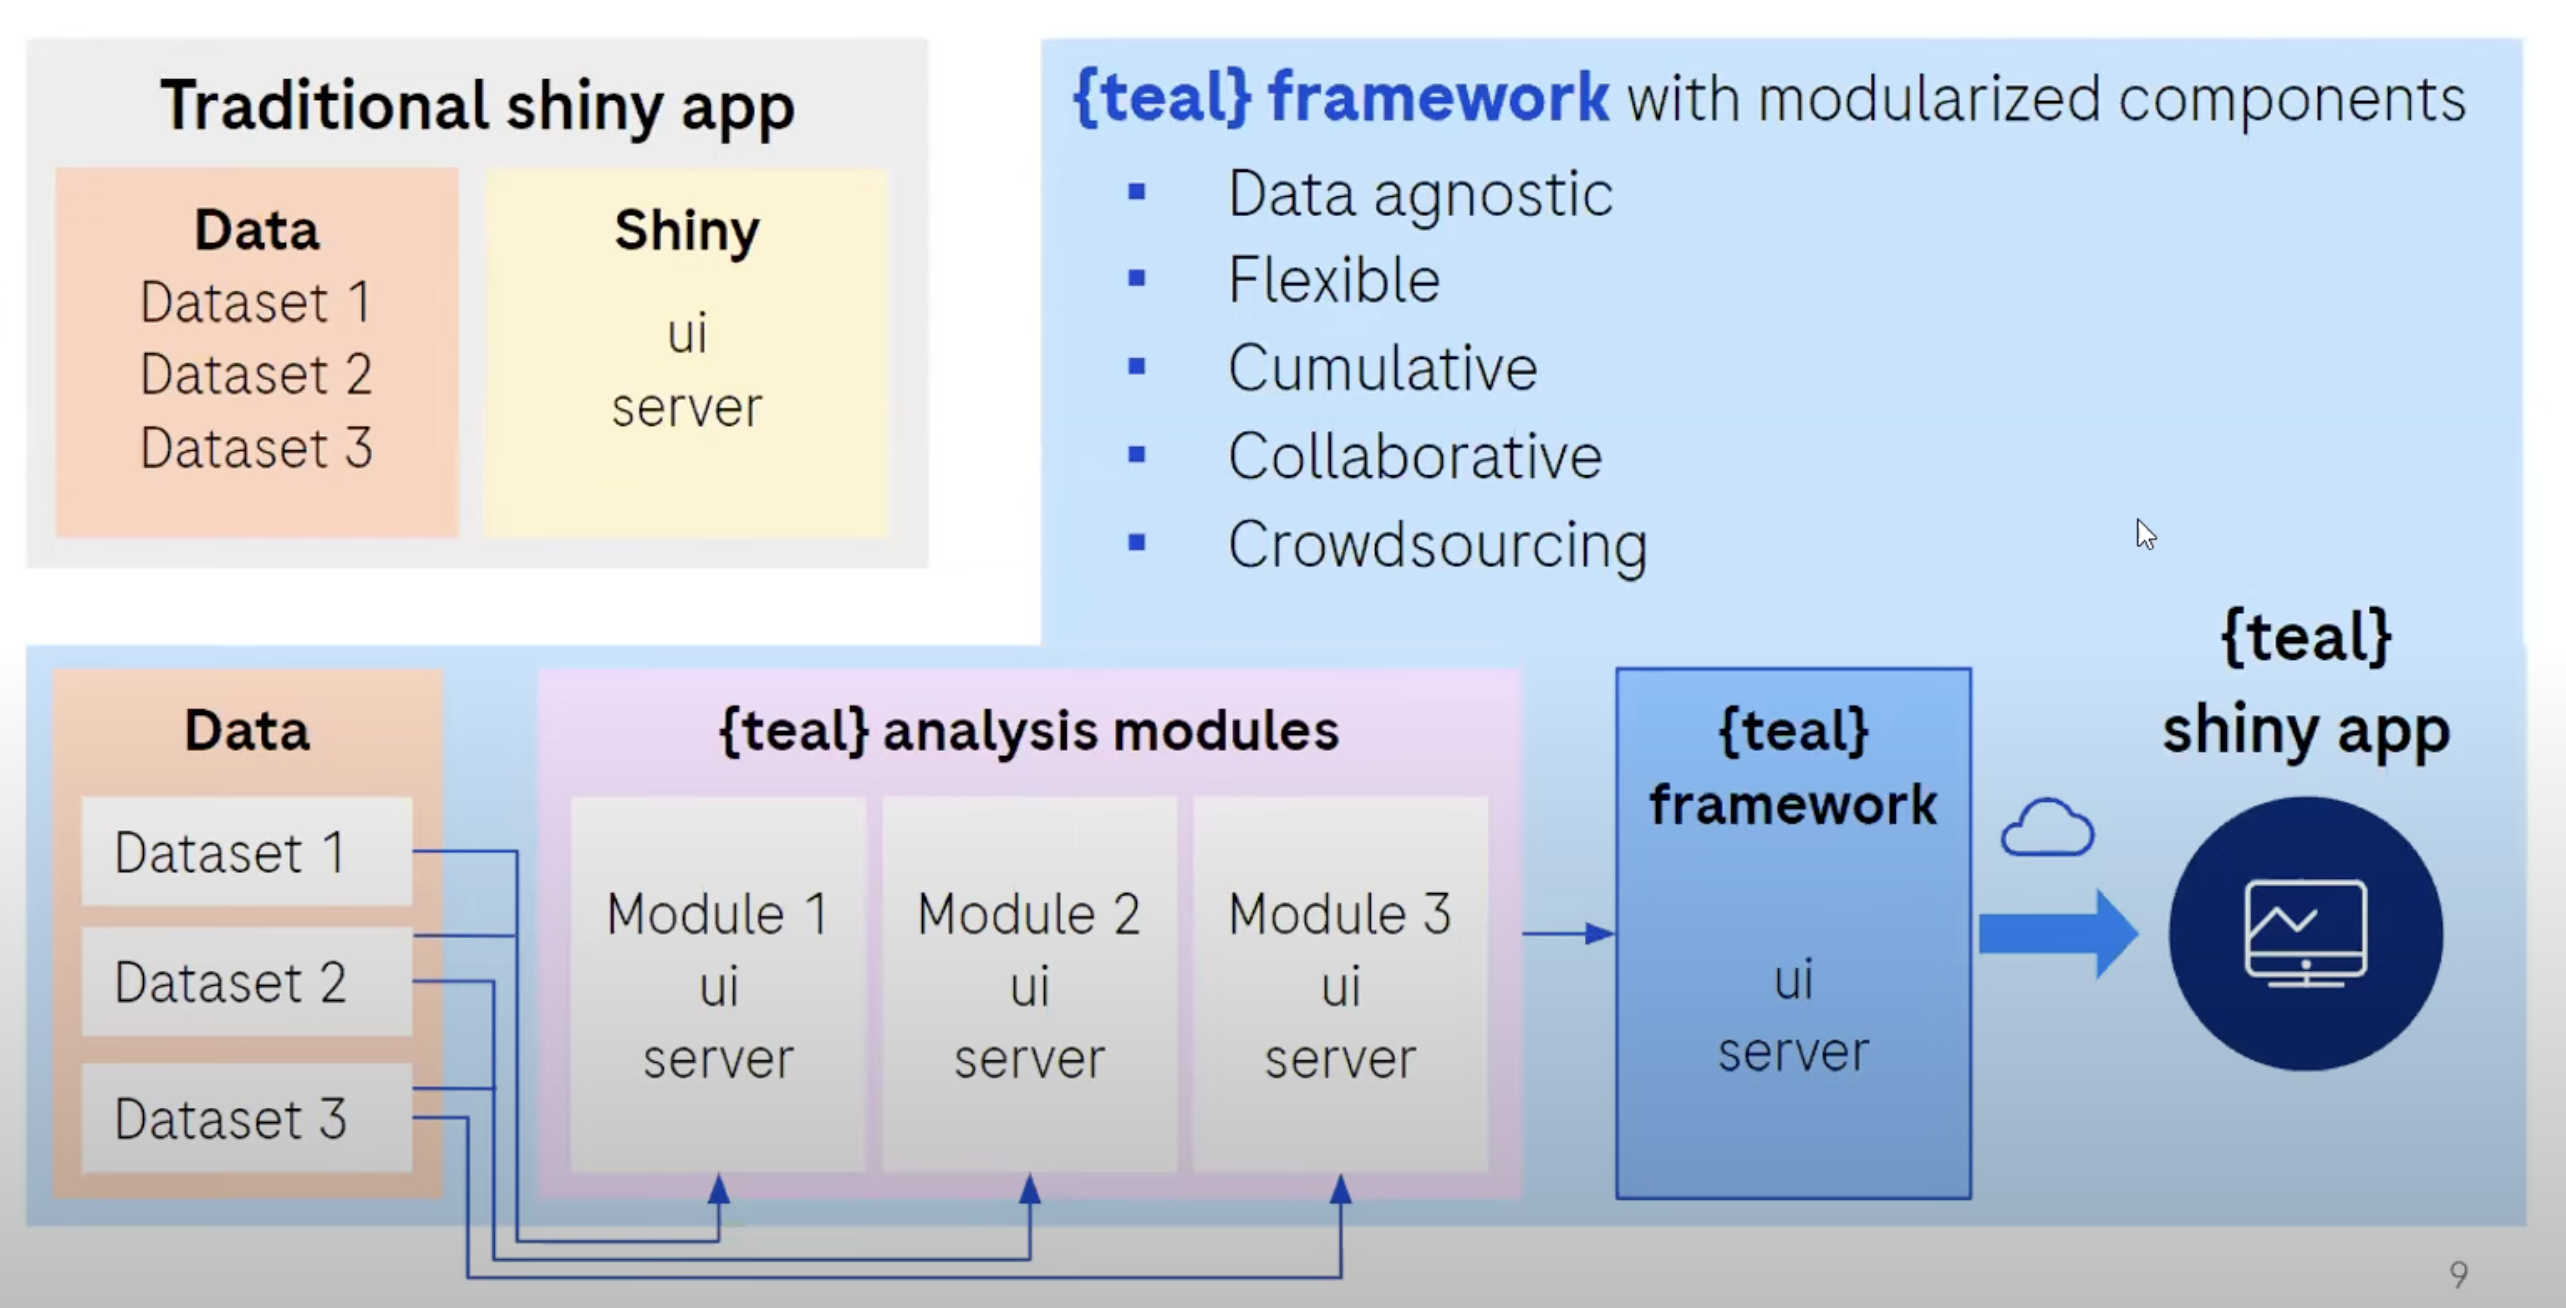 Traditional shiny app
Data
Dataset 1
Dataset 2
Dataset 3
Shiny
ui
server
{teal} framework with modularized components
Data agnostic
Flexible
Cumulative
Collaborative
Crowdsourcing
Data
Dataset 1
Dataset 2
Dataset 3
{teal} analysis modules
Module 1
ui
server
Module 2
ui
server
Module 3
ui
server
{teal}
framework
ui
server
{teal}
shiny app
9